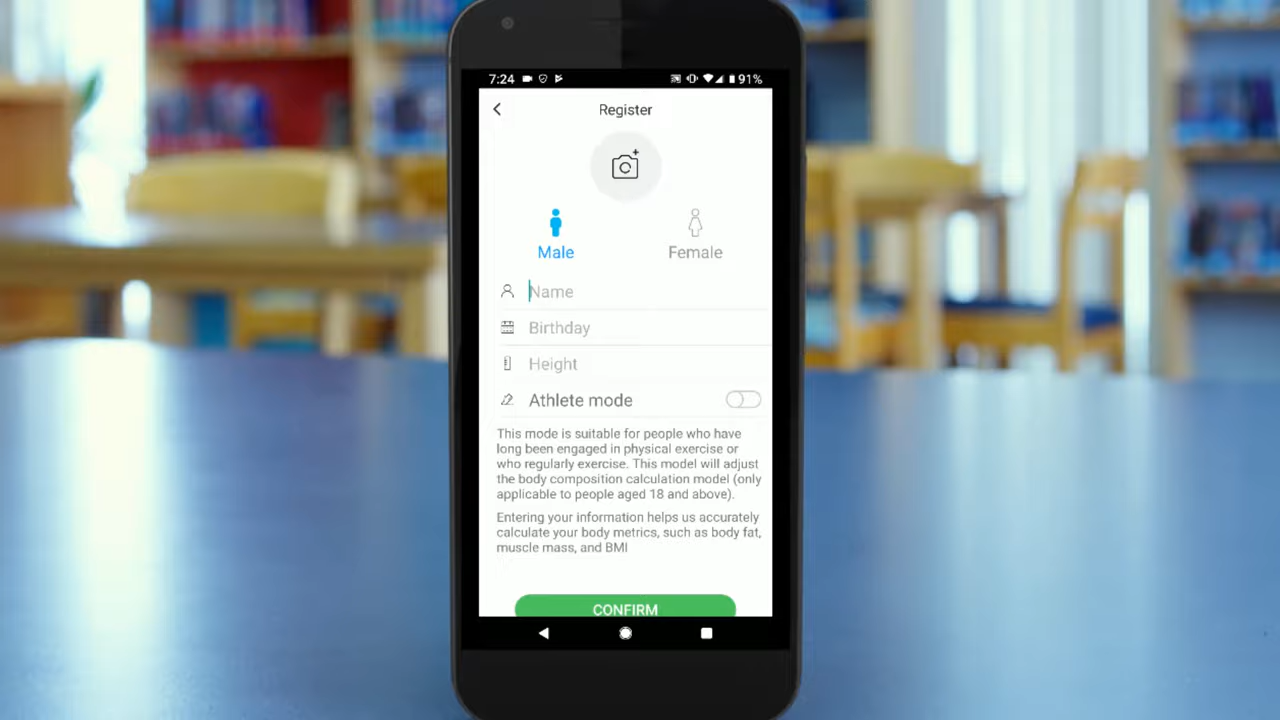 7:24 91%
Register
Male Female
Name
Birthday
Height
Athlete mode
This mode is suitable for people who have
long been engaged in physical exercise or
who regularly exercise. This model will adjust
the body composition calculation model (only
applicable to people aged 18 and above).
Entering your information helps us accurately
calculate your body metrics, such as body fat,
muscle mass, and BMI
CONFIRM